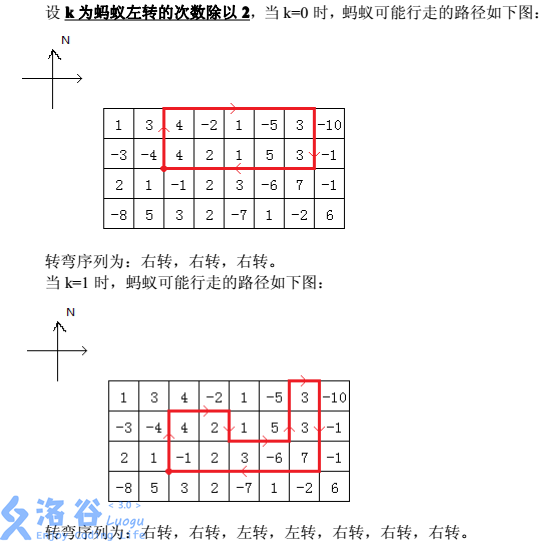 设 k 为蚂蚁左转的次数除以 2，当 k=0 时，蚂蚁可能行走的路径如下图:
N
1 3 4 -2 1 -5 3 -10
-3 -4 4 2 1 5 3 -1
2 1 -1 2 3 -6 7 -1
-8 5 3 2 -7 1 -2 6
转弯序列为：右转，右转，右转。
当 k=1 时，蚂蚁可能行走的路径如下图:
N
1 3 4 -2 1 -5 3 -10
-3 -4 4 2 1 5 3 -1
2 1 -1 2 3 -6 7 -1
-8 5 3 2 -7 1 -2 6
洛谷 < 3.0 >
Luogu
转弯序列为：右转，右转，左转，左转，右转，右转，右转。